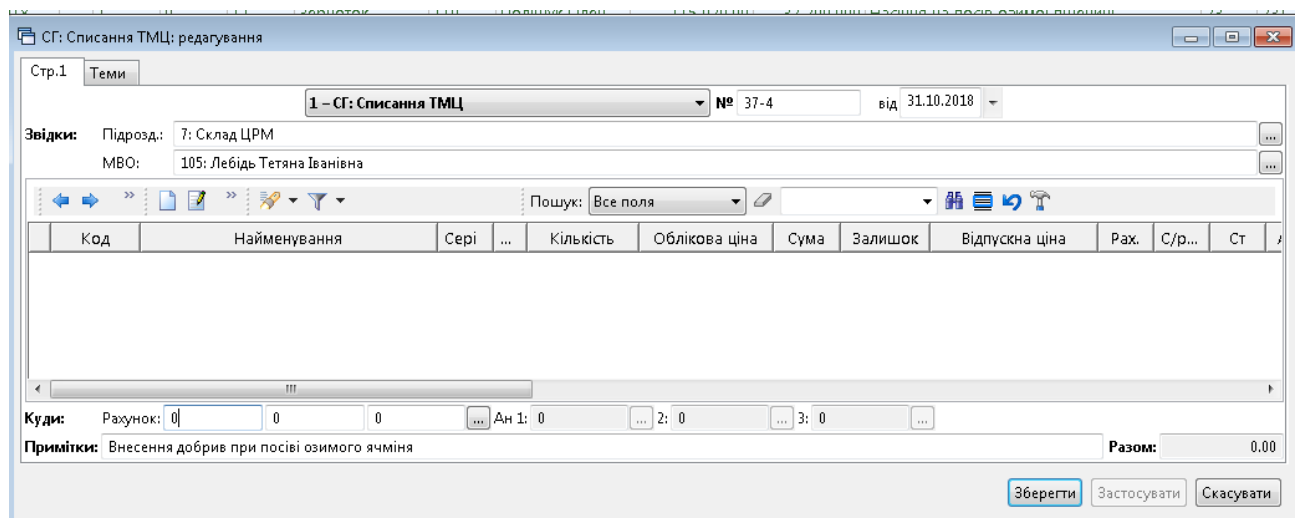 СГ: Списання ТМЦ: редагування
Стр.1 Теми
1 – СГ: Списання ТМЦ № 37-4 від 31.10.2018
Звідки: Підрозд.: 7: Склад ЦРМ ...
МВО: 105: Лебідь Тетяна Іванівна ...
Пошук: Все поля
Код Найменування Сері ... Кількість Облікова ціна Сума Залишок Відпускна ціна Рах. С/р... Ст
Куди: Рахунок: 0 0 0 ... Ан 1: 0 ... 2: 0 ... 3: 0 ...
Примітки: Внесення добрив при посіві озимого ячміня Разом: 0.00
Зберегти Застосувати Скасувати